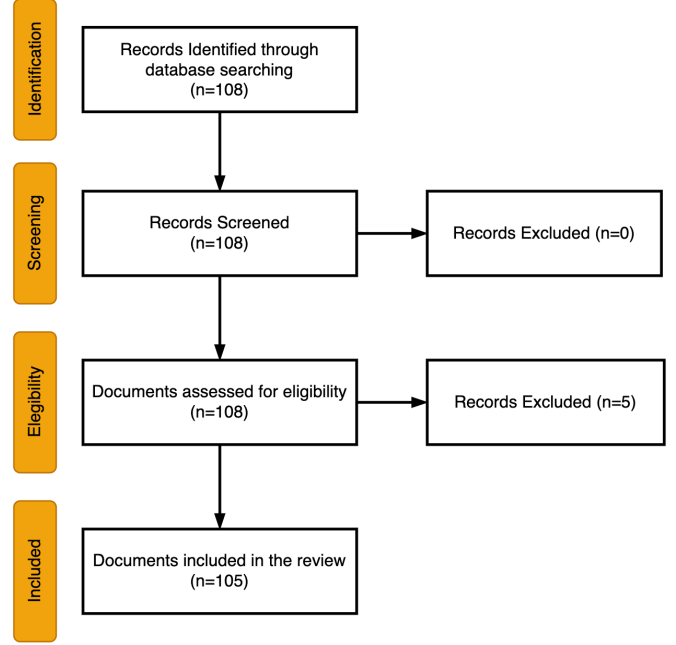 Identification
Records Identified through
database searching
(n=108)
Screening
Records Screened
(n=108)
Records Excluded (n=0)
Elegibility
Documents assessed for eligibility
(n=108)
Records Excluded (n=5)
Included
Documents included in the review
(n=105)